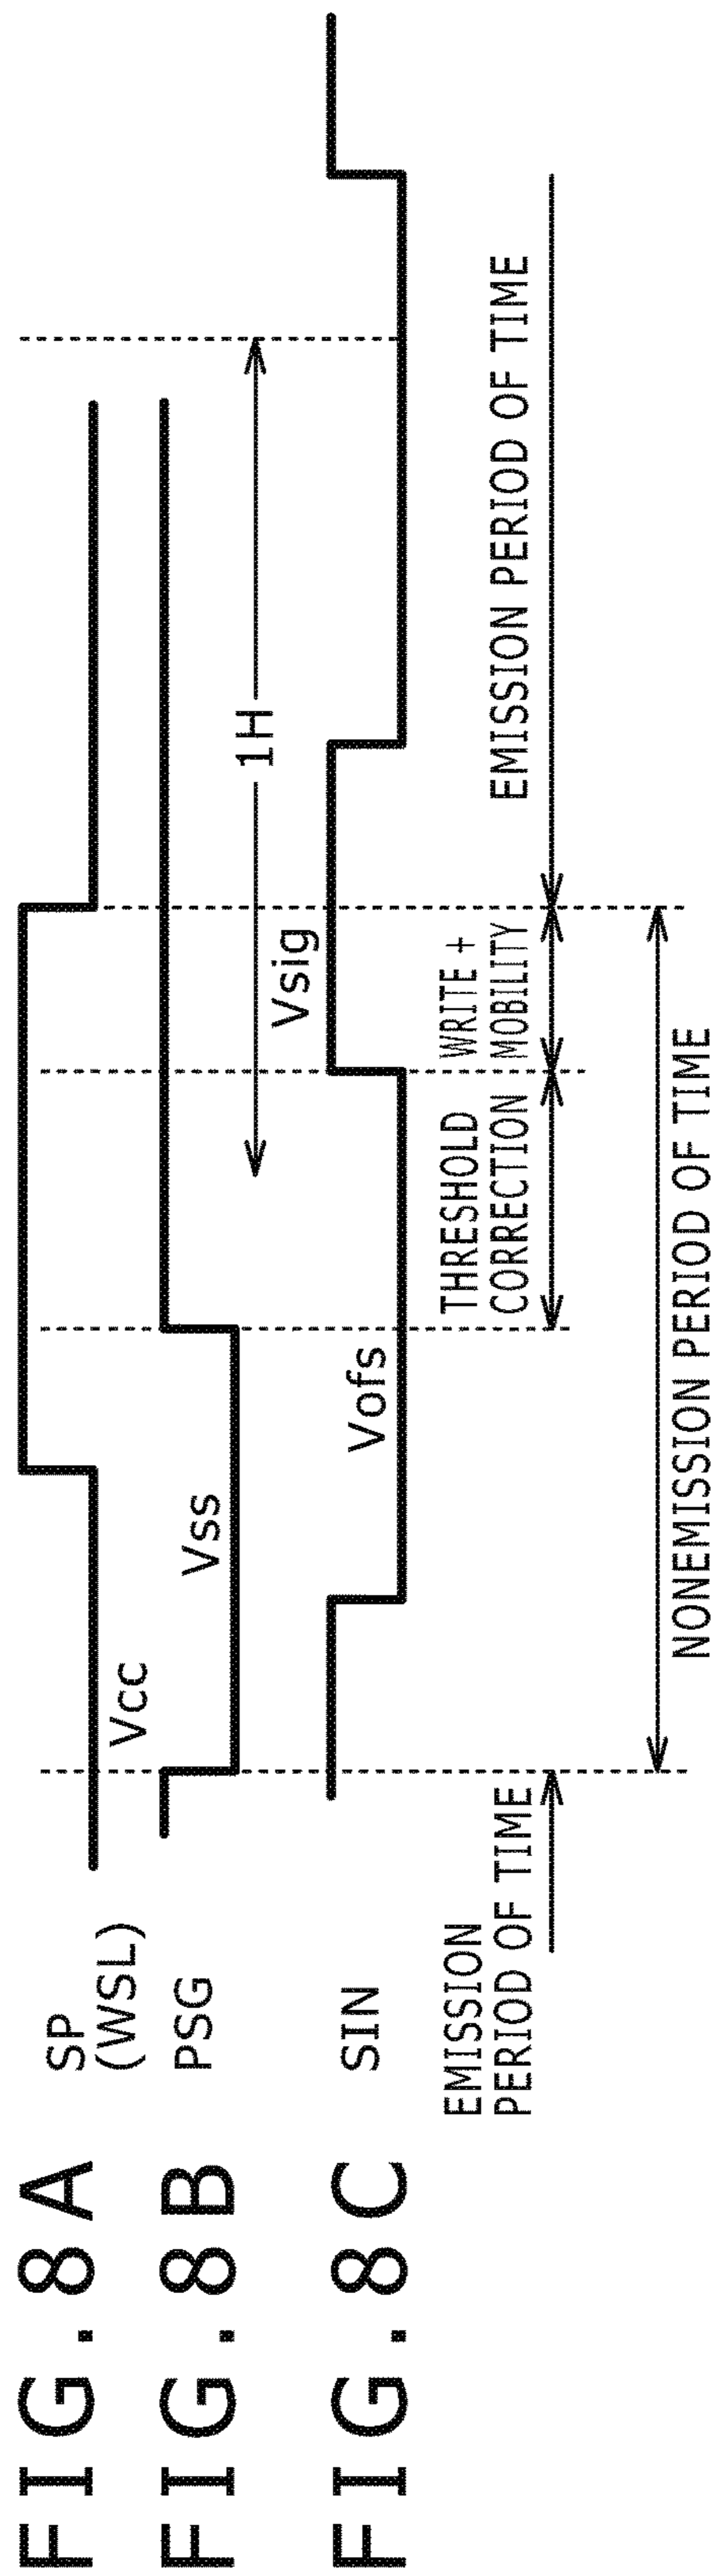 FIG.8A
SP
(WSL)
FIG.8B
PSG
Vcc
Vss
1H
FIG.8C
SIN
Vofs
Vsig
EMISSION
PERIOD OF TIME
THRESHOLD
CORRECTION
WRITE +
MOBILITY
EMISSION PERIOD OF TIME
NONEMISSION PERIOD OF TIME